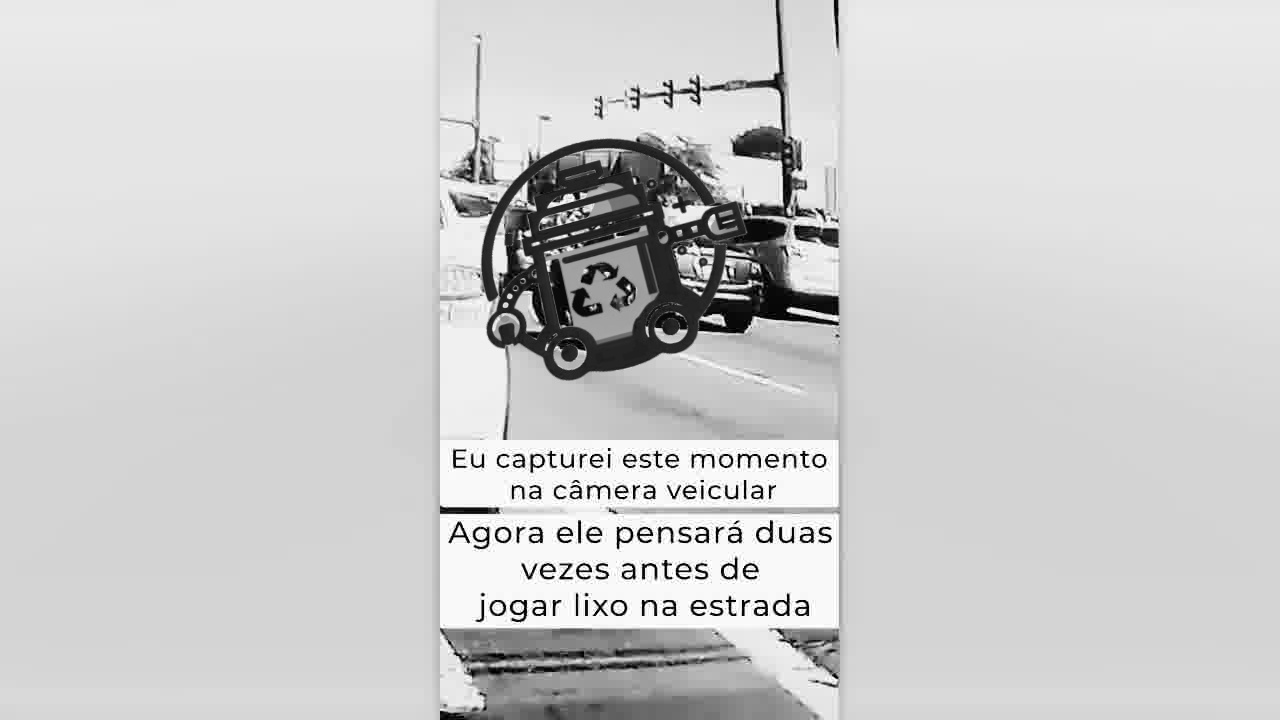 Eu capturei este momento
na câmera veicular
Agora ele pensará duas
vezes antes de
jogar lixo na estrada